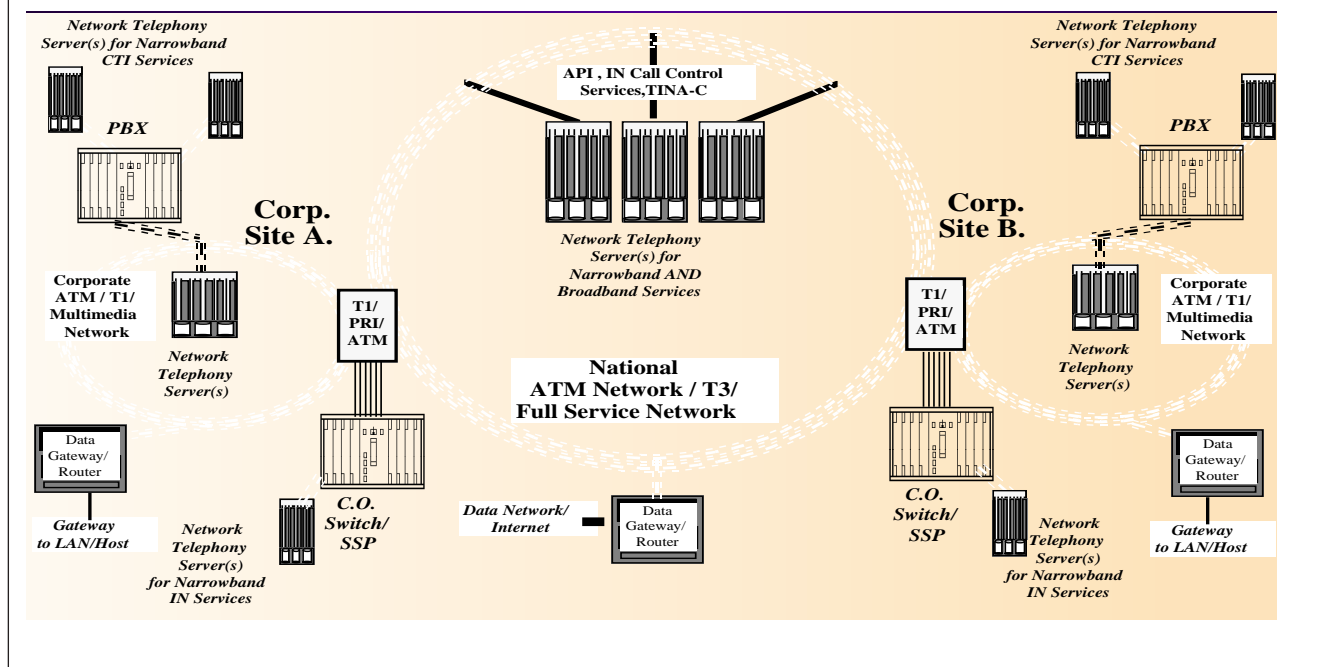 Network Telephony
Server(s) for Narrowband
CTI Services
PBX
Corp.
Site A.
Corporate
ATM / T1/
Multimedia
Network
Network
Telephony
Server(s)
Data
Gateway/
Router
Gateway
to LAN/Host
T1/
PRI/
ATM
C.O.
Switch/
SSP
Network
Telephony
Server(s)
for Narrowband
IN Services
API , IN Call Control
Services,TINA-C
Network Telephony
Server(s) for
Narrowband AND
Broadband Services
National
ATM Network / T3/
Full Service Network
Data Network/
Internet
Data
Gateway/
Router
Network Telephony
Server(s) for Narrowband
CTI Services
PBX
Corp.
Site B.
T1/
PRI/
ATM
Corporate
ATM / T1/
Multimedia
Network
Network
Telephony
Server(s)
C.O.
Switch/
SSP
Network
Telephony
Server(s)
for Narrowband
IN Services
Data
Gateway/
Router
Gateway
to LAN/Host